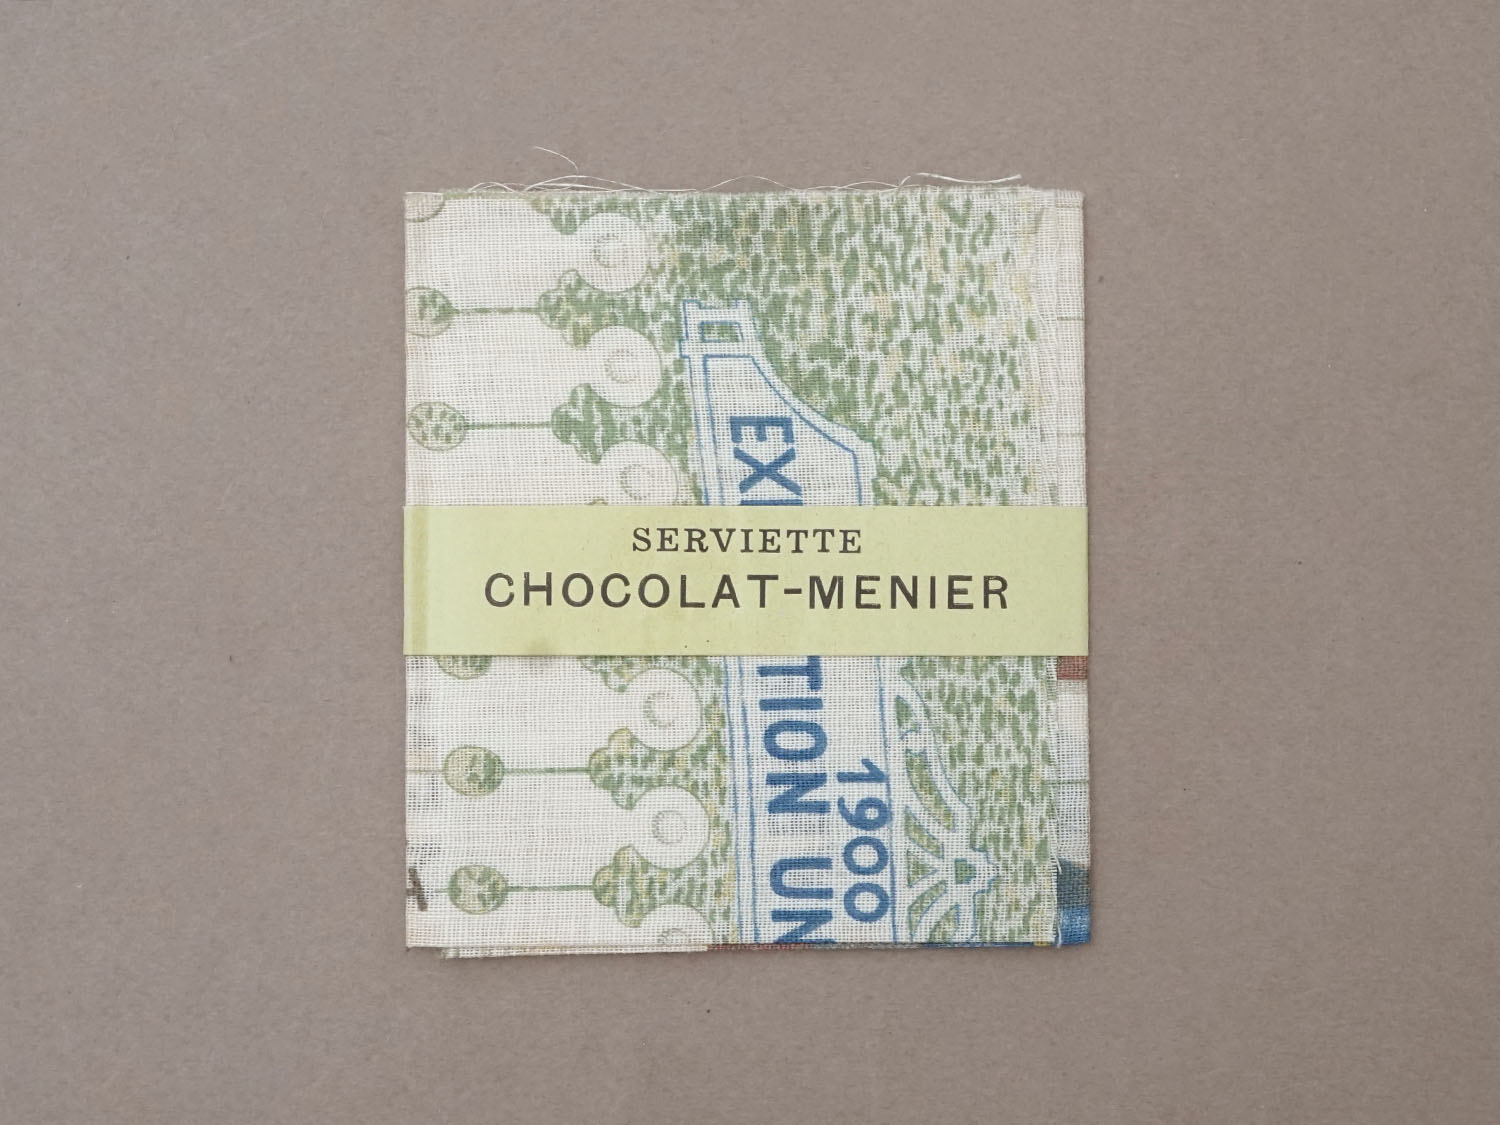 SERVIETTE
CHOCOLAT-MENIER
EX
TION UN
1900